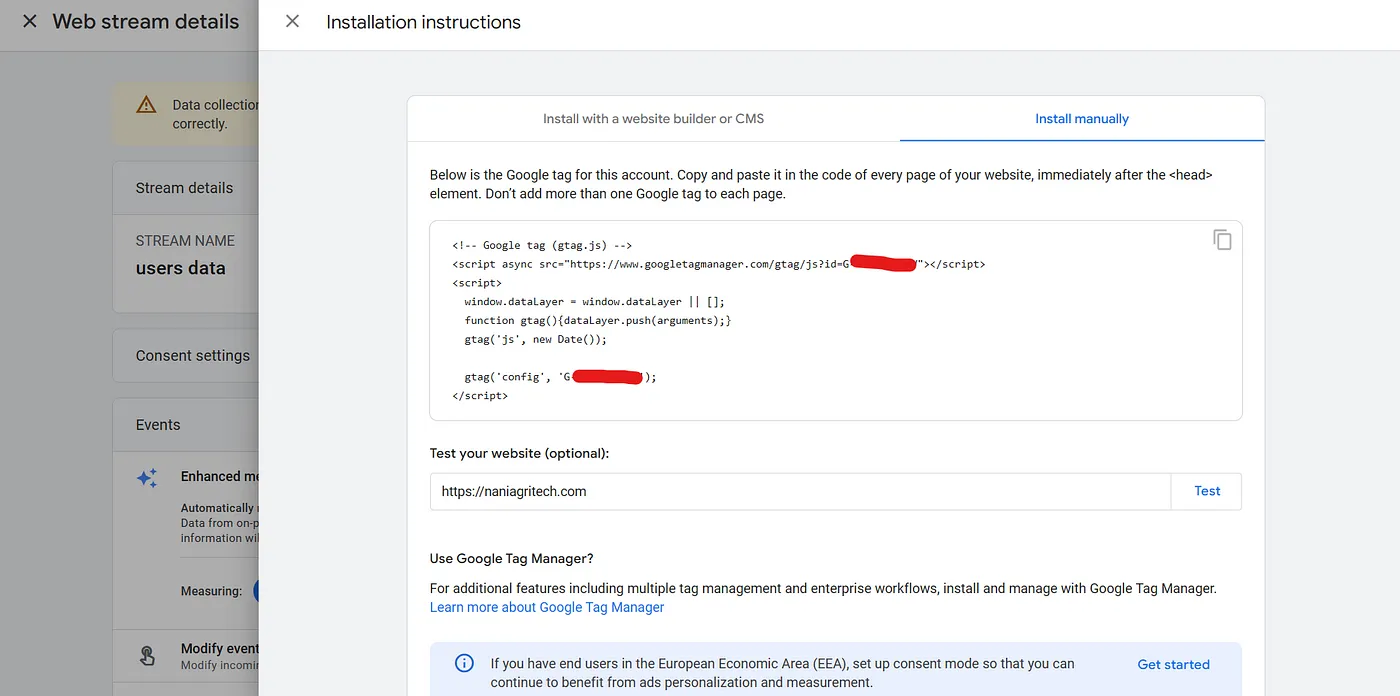 Web stream details
Installation instructions
Data collection
correctly.
Stream details
STREAM NAME
users data
Consent settings
Events
Enhanced me
Automatically
Data from on-p
information wil
Measuring:
Modify event
Modify incomin
Install with a website builder or CMS
Install manually
Below is the Google tag for this account. Copy and paste it in the code of every page of your website, immediately after the <head>
element. Don’t add more than one Google tag to each page.
<!-- Google tag (gtag.js) -->
<script async src="https://www.googletagmanager.com/gtag/js?id=G "></script>
<script>
window.dataLayer = window.dataLayer || [];
function gtag(){dataLayer.push(arguments);}
gtag('js', new Date());
gtag('config', 'G ');
</script>
Test your website (optional):
https://naniagritech.com
Test
Use Google Tag Manager?
For additional features including multiple tag management and enterprise workflows, install and manage with Google Tag Manager.
Learn more about Google Tag Manager
If you have end users in the European Economic Area (EEA), set up consent mode so that you can
continue to benefit from ads personalization and measurement.
Get started